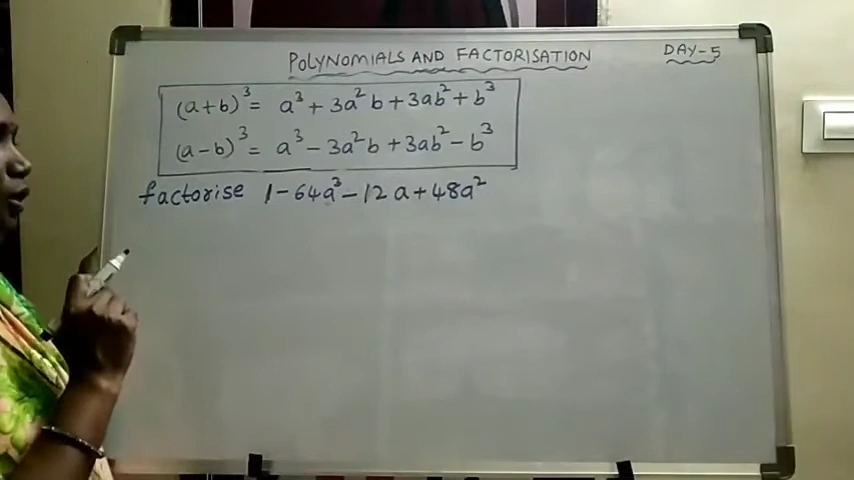 POLYNOMIALS AND FACTORISATION
DAY-5
(a+b)³ = a³ + 3a²b + 3ab² + b³
(a-b)³ = a³ - 3a²b + 3ab² - b³
factorise 1 - 64a³ - 12a + 48a²